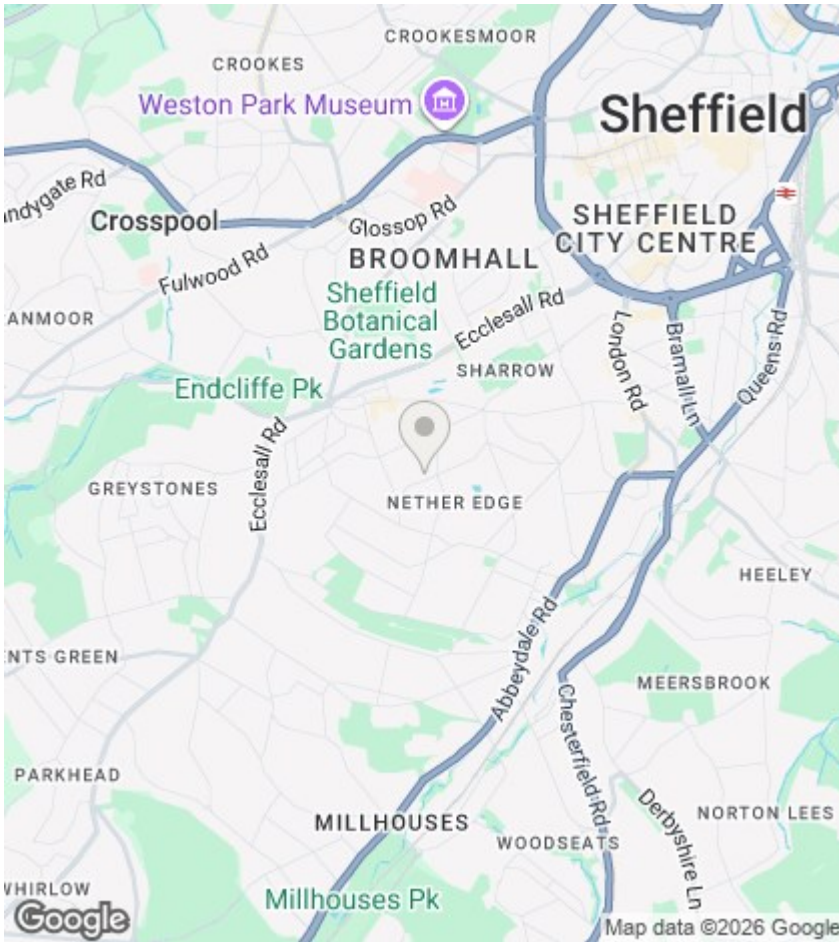 CROOKESMOOR
CROOKES
Weston Park Museum
Sheffield
andygate Rd
Crosspool
Glossop Rd
SHEFFIELD
CITY CENTRE
BROOMHALL
Fulwood Rd
Sheffield
Botanical
Gardens
ANMOOR
Ecclesall Rd
London Rd
Bramall Ln
Queens Rd
SHARROW
Endcliffe Pk
Ecclesall Rd
GREYSTONES
NETHER EDGE
HEELEY
Abbeydale Rd
ENTS GREEN
MEERSBROOK
Chesterfield Rd
PARKHEAD
Derbyshire Ln
NORTON LEES
MILLHOUSES
WOODSEATS
WHIRLOW
Millhouses Pk
Google
Map data ©2026 Google